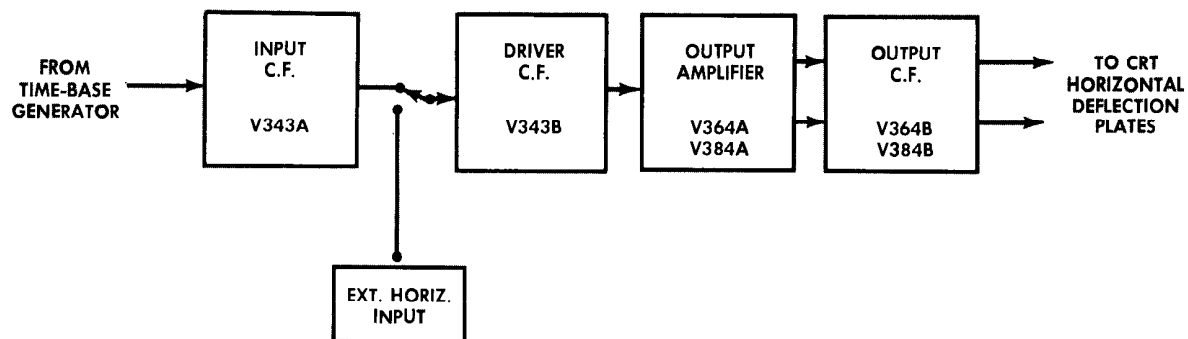 FROM
TIME-BASE
GENERATOR
INPUT
C.F.
V343A
DRIVER
C.F.
V343B
OUTPUT
AMPLIFIER
V364A
V384A
OUTPUT
C.F.
V364B
V384B
TO CRT
HORIZONTAL
DEFLECTION
PLATES
EXT. HORIZ.
INPUT